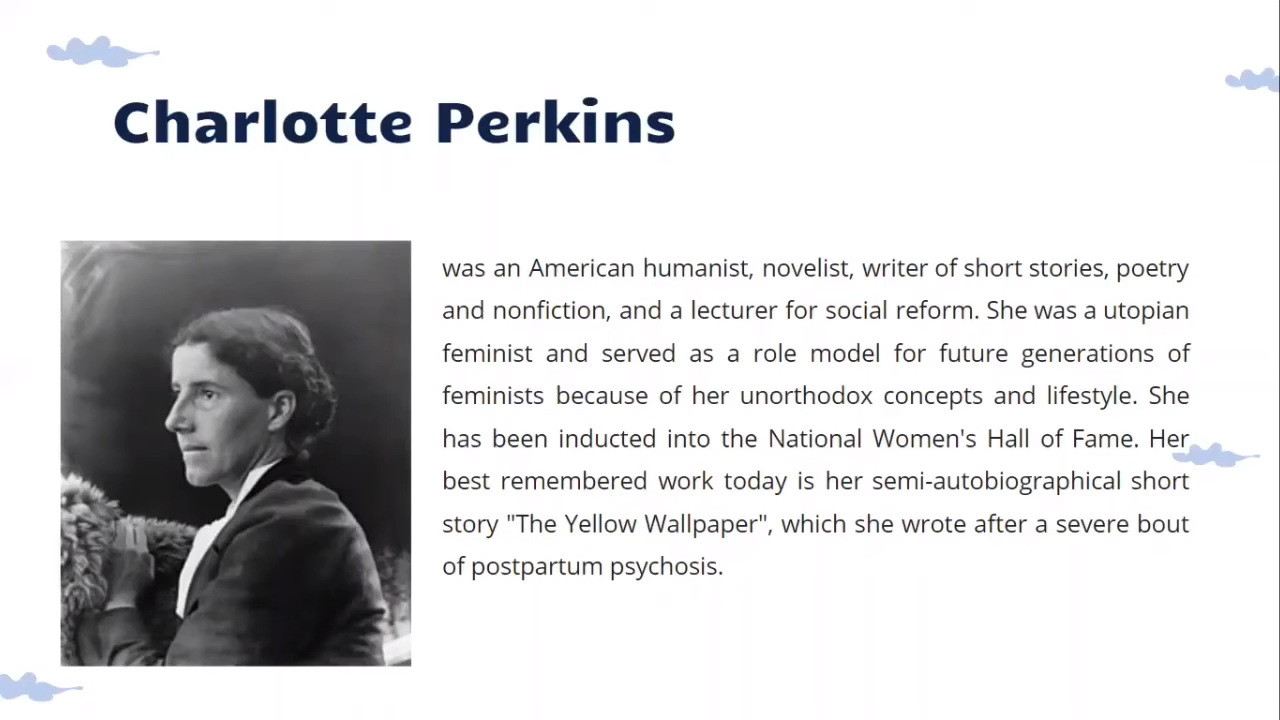 Charlotte Perkins
was an American humanist, novelist, writer of short stories, poetry
and nonfiction, and a lecturer for social reform. She was a utopian
feminist and served as a role model for future generations of
feminists because of her unorthodox concepts and lifestyle. She
has been inducted into the National Women's Hall of Fame. Her
best remembered work today is her semi-autobiographical short
story "The Yellow Wallpaper", which she wrote after a severe bout
of postpartum psychosis.